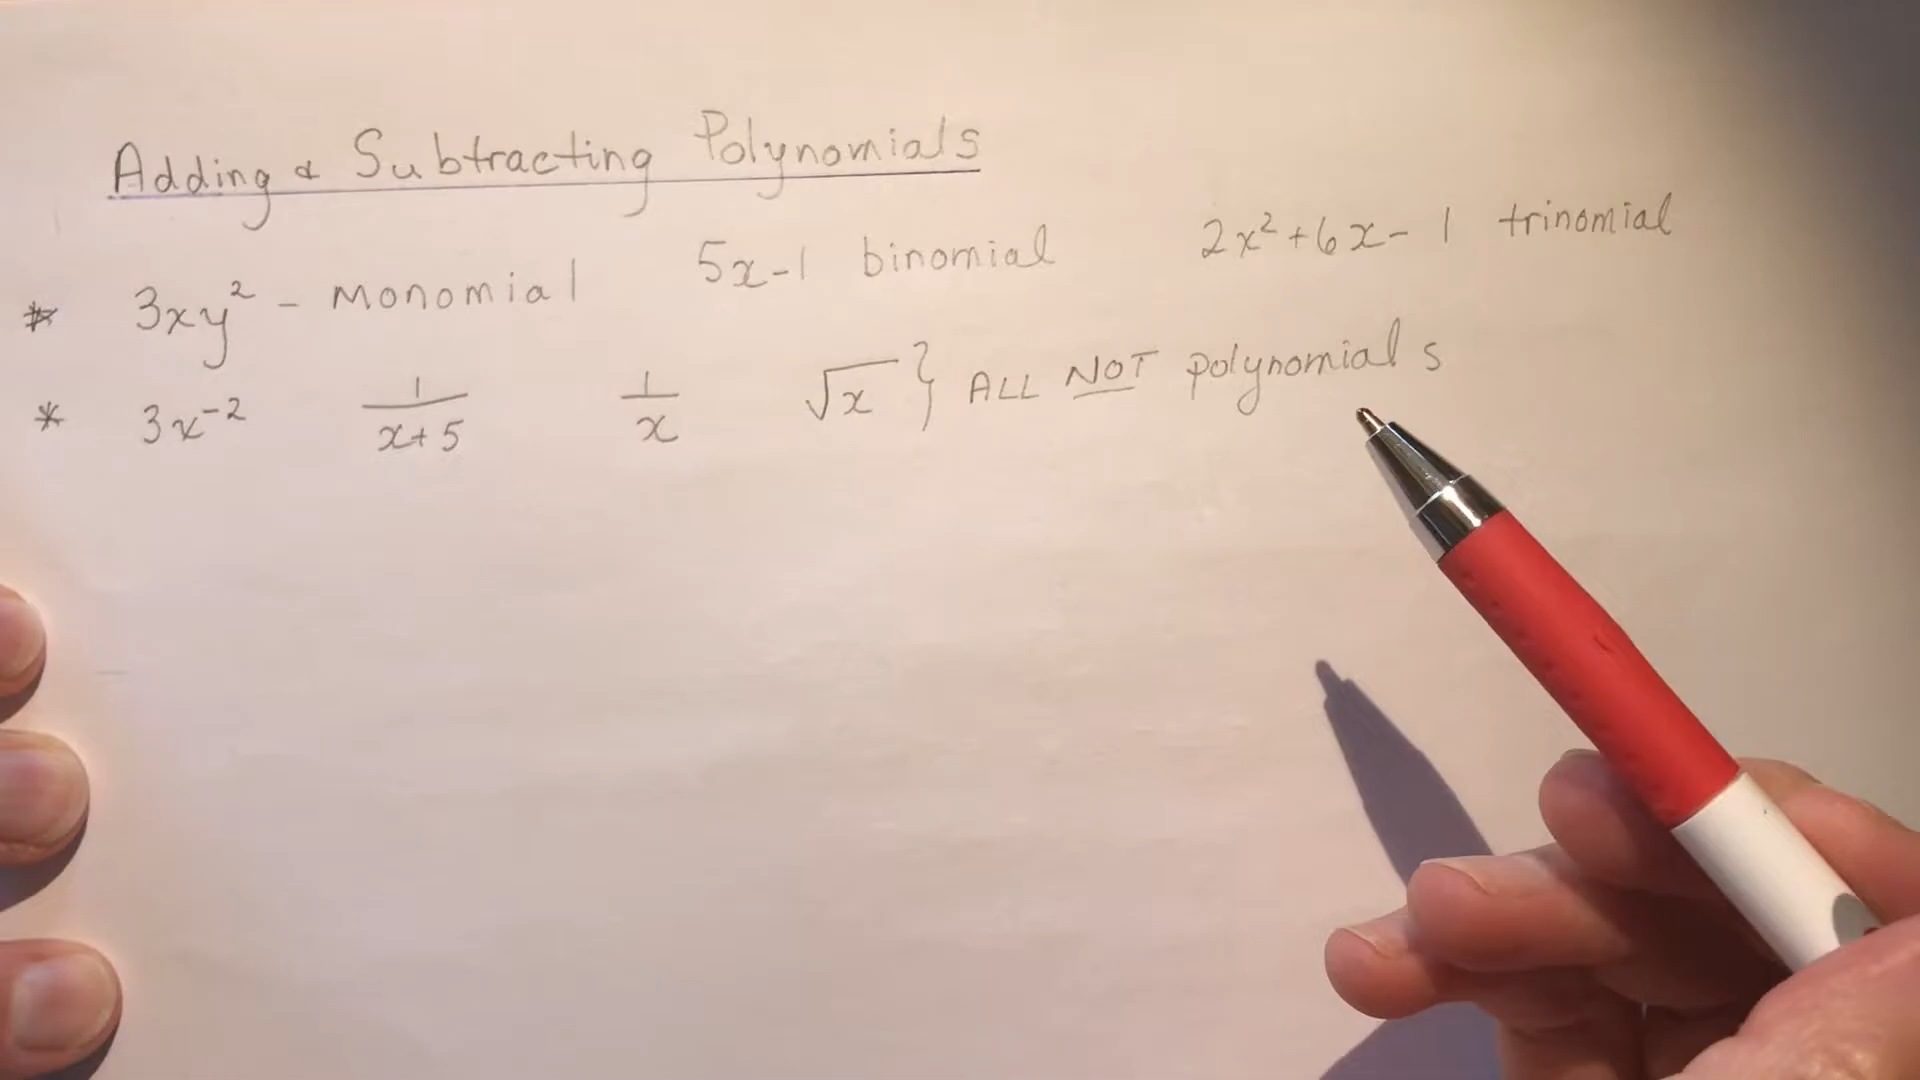 Adding & Subtracting Polynomials
* 3xy² - monomial 5x-1 binomial 2x²+6x-1 trinomial
* 3x⁻² 1/(x+5) 1/x √x } ALL NOT polynomials